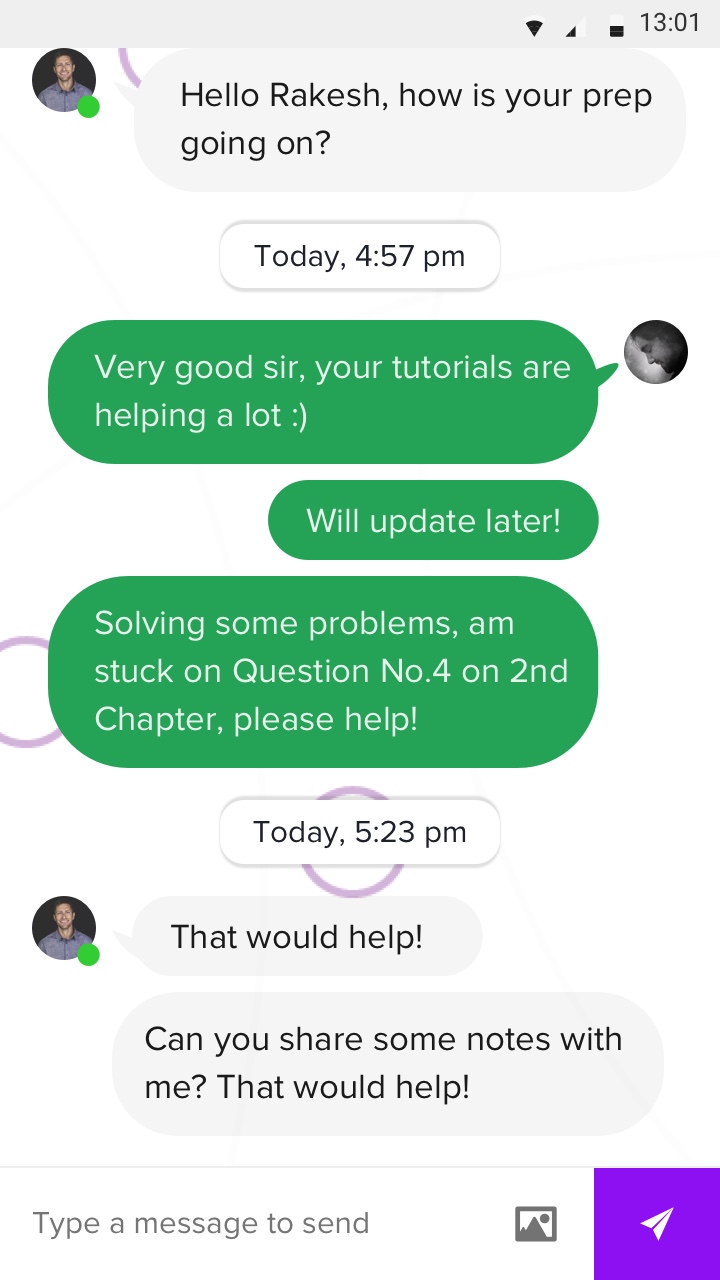 13:01
Hello Rakesh, how is your prep
going on?
Today, 4:57 pm
Very good sir, your tutorials are
helping a lot :)
Will update later!
Solving some problems, am
stuck on Question No.4 on 2nd
Chapter, please help!
Today, 5:23 pm
That would help!
Can you share some notes with
me? That would help!
Type a message to send